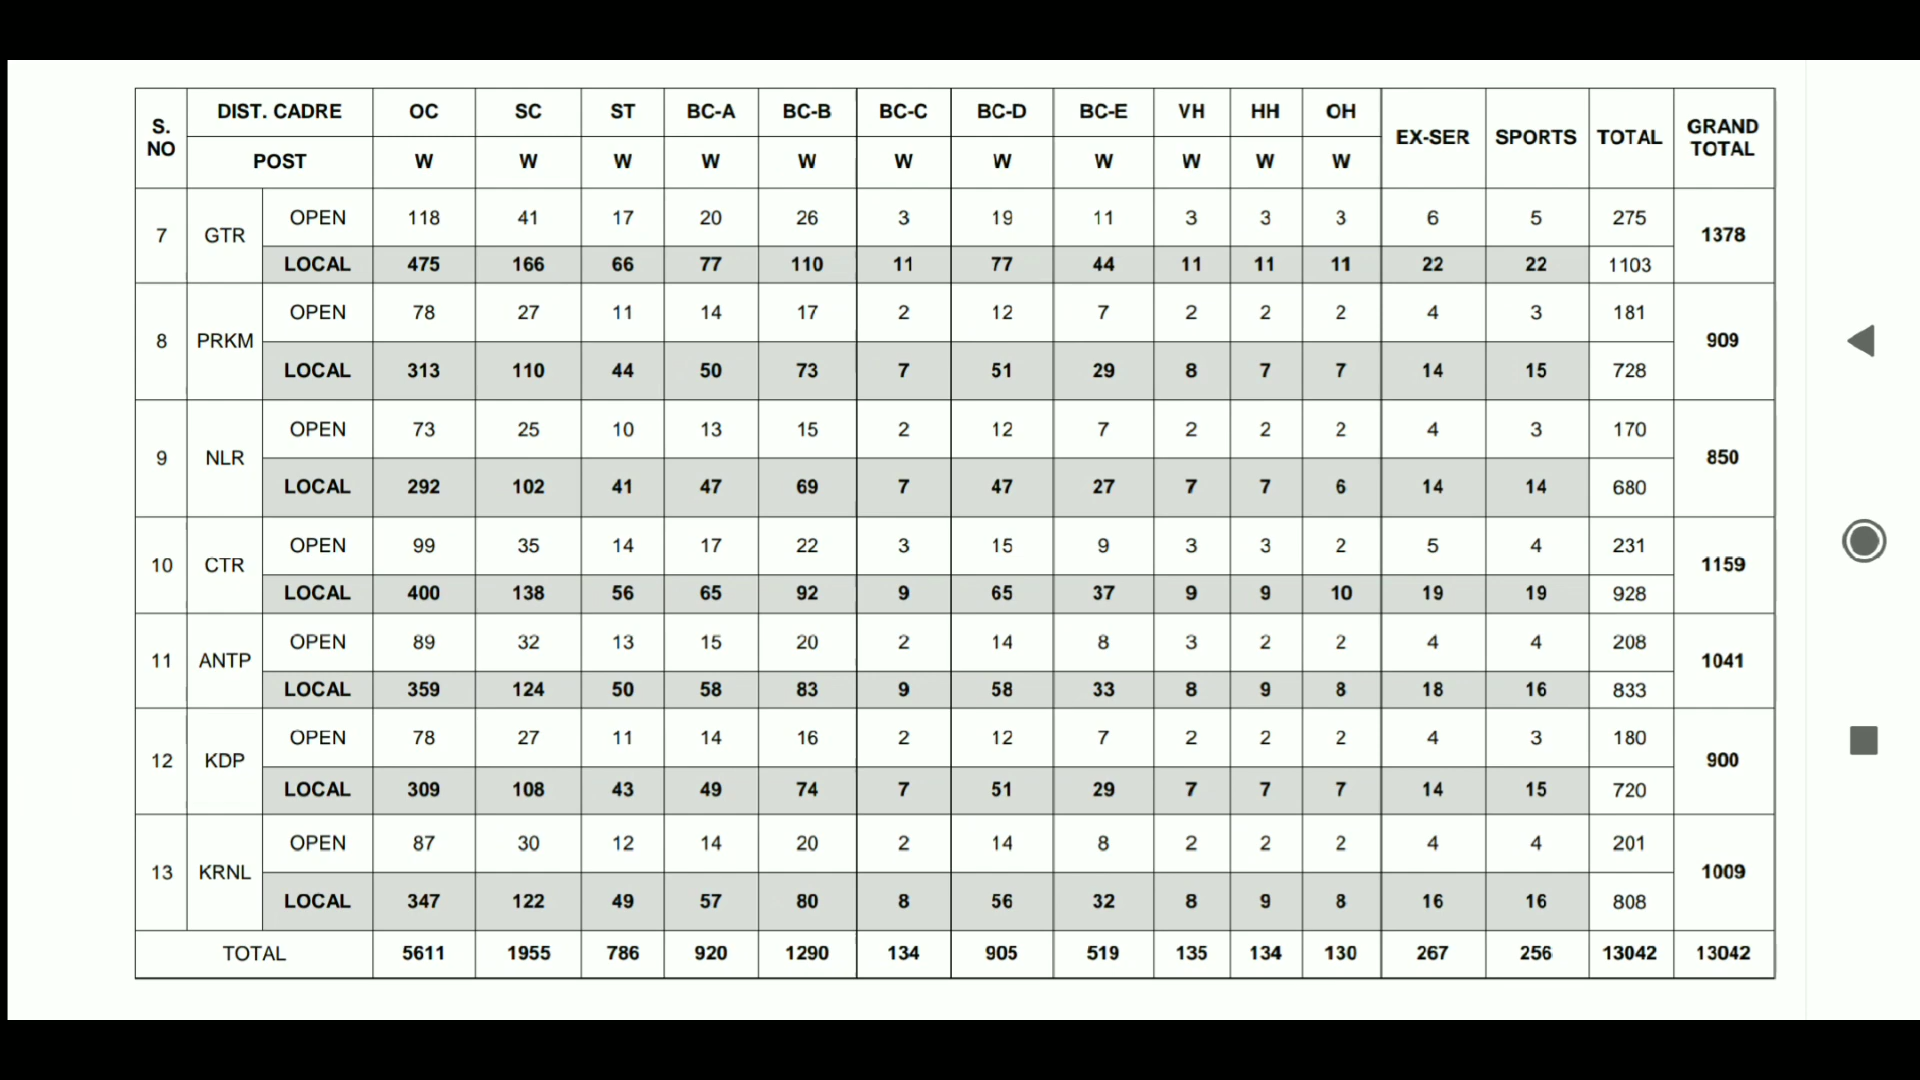 S. NO DIST. CADRE OC SC ST BC-A BC-B BC-C BC-D BC-E VH HH OH EX-SER SPORTS TOTAL GRAND TOTAL
POST W W W W W W W W W W W
7 GTR OPEN 118 41 17 20 26 3 19 11 3 3 3 6 5 275 1378
LOCAL 475 166 66 77 110 11 77 44 11 11 11 22 22 1103
8 PRKM OPEN 78 27 11 14 17 2 12 7 2 2 2 4 3 181 909
LOCAL 313 110 44 50 73 7 51 29 8 7 7 14 15 728
9 NLR OPEN 73 25 10 13 15 2 12 7 2 2 2 4 3 170 850
LOCAL 292 102 41 47 69 7 47 27 7 7 6 14 14 680
10 CTR OPEN 99 35 14 17 22 3 15 9 3 3 2 5 4 231 1159
LOCAL 400 138 56 65 92 9 65 37 9 9 10 19 19 928
11 ANTP OPEN 89 32 13 15 20 2 14 8 3 2 2 4 4 208 1041
LOCAL 359 124 50 58 83 9 58 33 8 9 8 18 16 833
12 KDP OPEN 78 27 11 14 16 2 12 7 2 2 2 4 3 180 900
LOCAL 309 108 43 49 74 7 51 29 7 7 7 14 15 720
13 KRNL OPEN 87 30 12 14 20 2 14 8 2 2 2 4 4 201 1009
LOCAL 347 122 49 57 80 8 56 32 8 9 8 16 16 808
TOTAL 5611 1955 786 920 1290 134 905 519 135 134 130 267 256 13042 13042